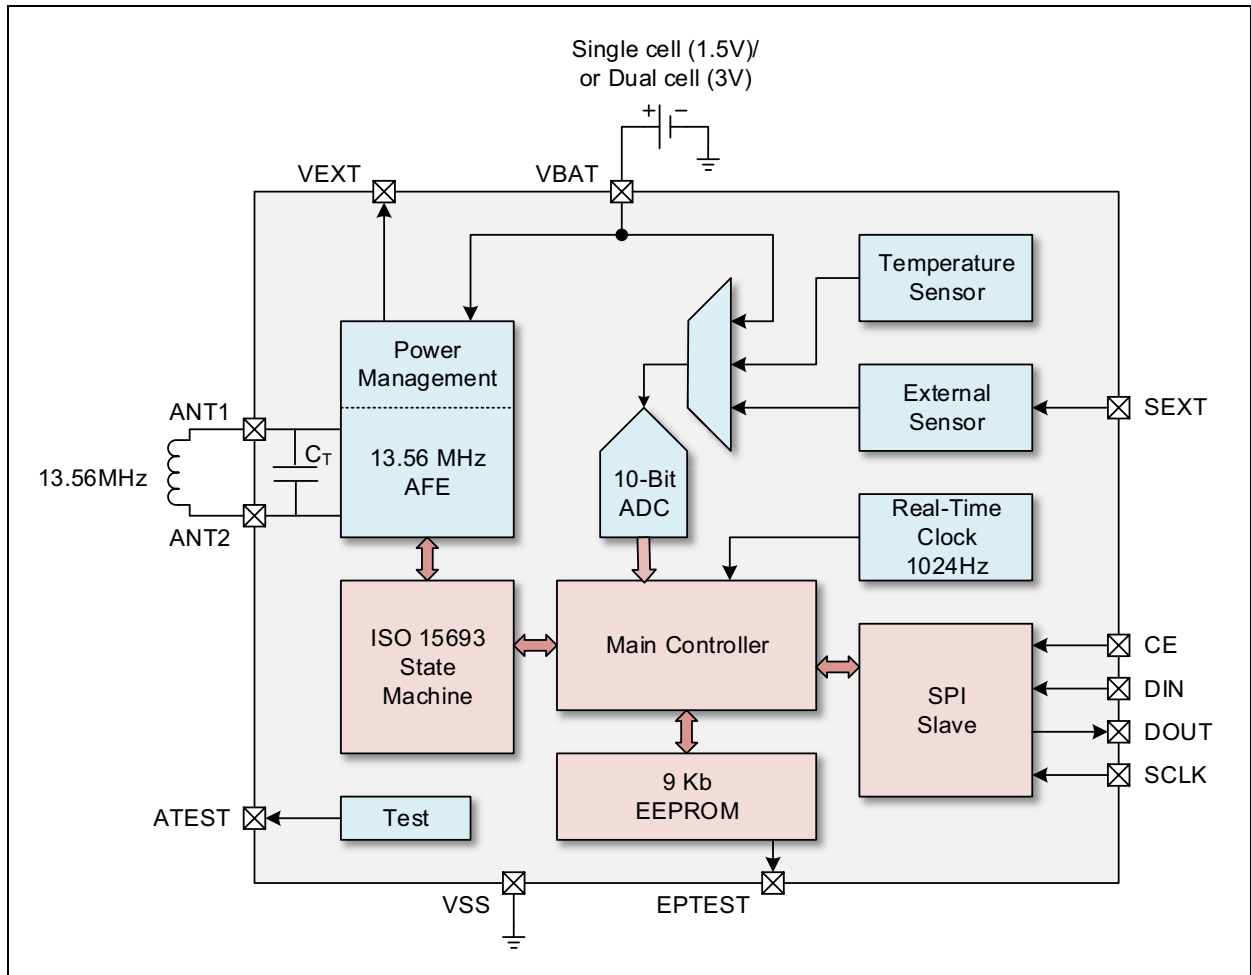 Single cell (1.5V)/
or Dual cell (3V)
+
−
VEXT
VBAT
Temperature
Sensor
Power
Management
External
Sensor
SEXT
ANT1
C_T
13.56MHz
13.56 MHz
AFE
10-Bit
ADC
ANT2
Real-Time
Clock
1024Hz
ISO 15693
State
Machine
Main Controller
SPI
Slave
CE
DIN
DOUT
SCLK
9 Kb
EEPROM
ATEST
Test
VSS
EPTEST